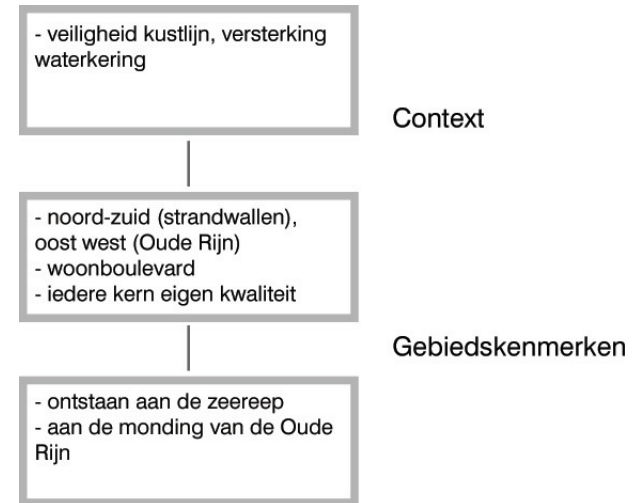 - veiligheid kustlijn, versterking
waterkering
Context
- noord-zuid (strandwallen),
oost west (Oude Rijn)
- woonboulevard
- iedere kern eigen kwaliteit
Gebiedskenmerken
- ontstaan aan de zeereep
- aan de monding van de Oude
Rijn